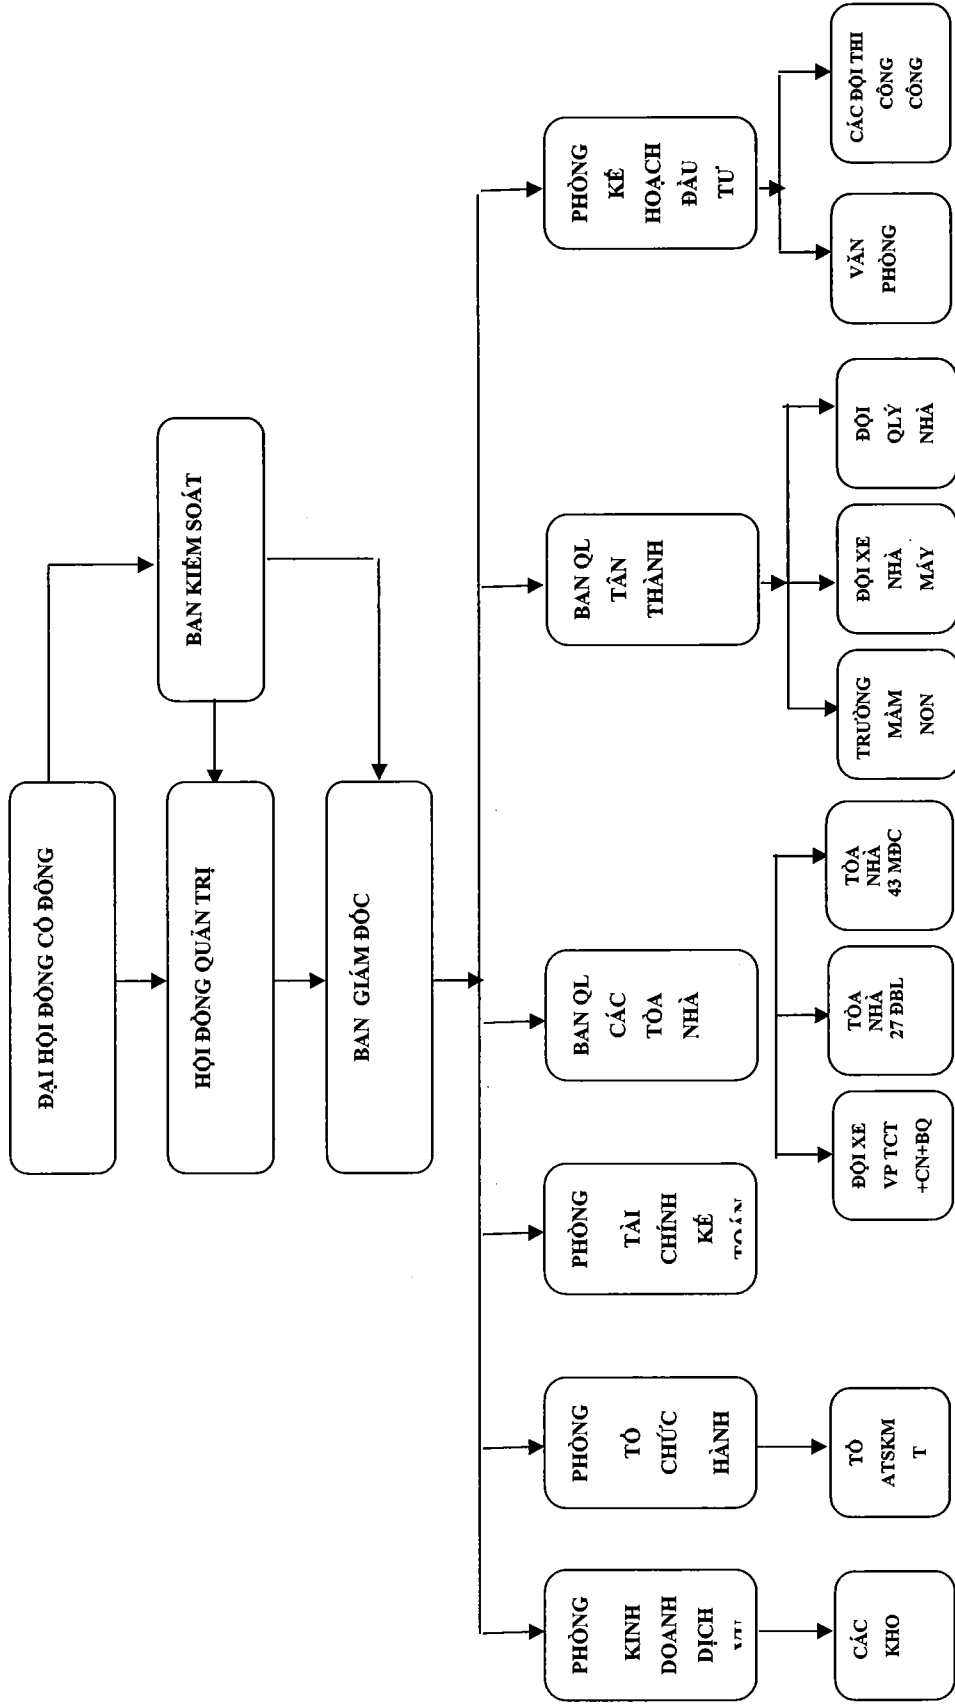 ĐẠI HỘI ĐỒNG CỔ ĐÔNG
BAN KIỂM SOÁT
HỘI ĐỒNG QUẢN TRỊ
BAN GIÁM ĐỐC
PHÒNG
KINH
DOANH
DỊCH
VỤ
PHÒNG
TỔ
CHỨC
HÀNH
PHÒNG
TÀI
CHÍNH
KẾ
TOÁN
BAN QL
CÁC
TÒA
NHÀ
BAN QL
TÂN
THÀNH
PHÒNG
KẾ
HOẠCH
ĐẦU
TƯ
CÁC
KHO
TỔ
ATSKM
T
ĐỘI XE
VP TCT
+CN+BQ
TÒA
NHÀ
27 ĐBL
TÒA
NHÀ
43 MĐC
TRƯỜNG
MẦM
NON
ĐỘI XE
NHÀ
MÁY
ĐỘI
QLÝ
NHÀ
VĂN
PHÒNG
CÁC ĐỘI THI
CÔNG
CÔNG